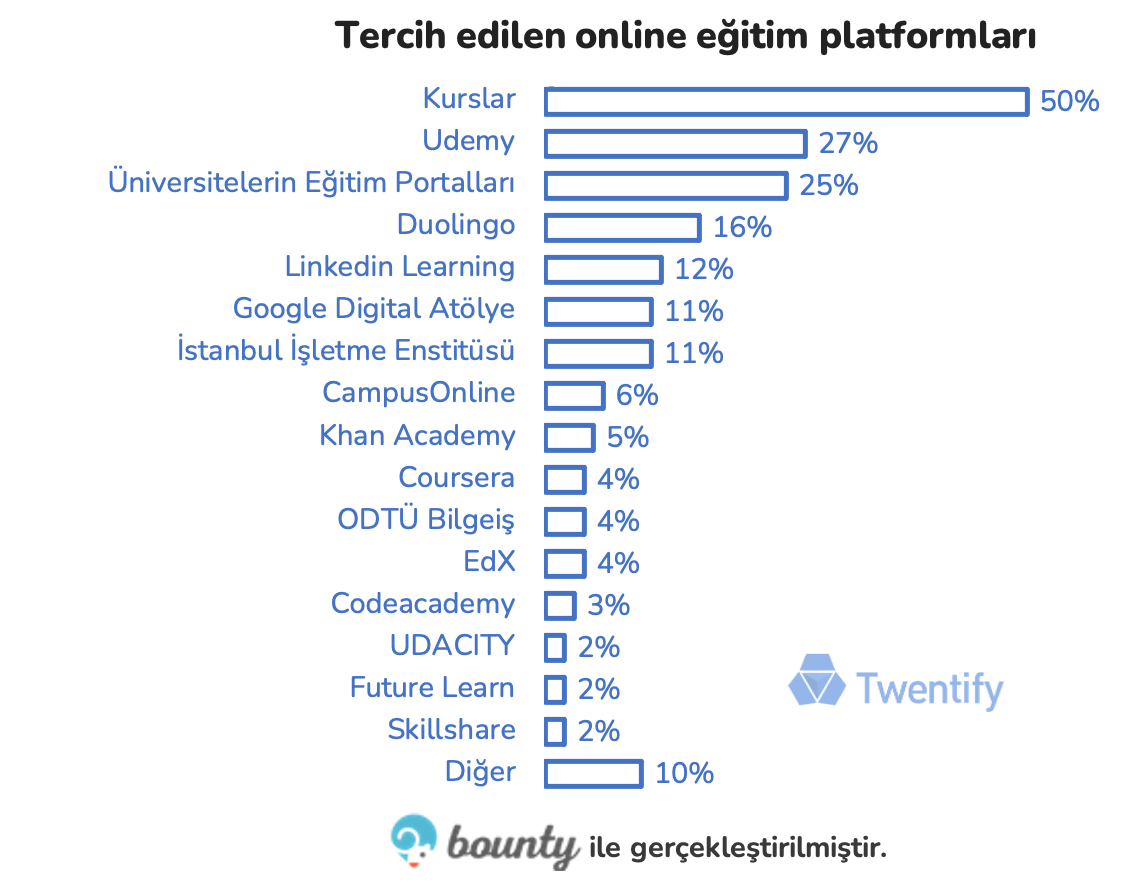 Tercih edilen online eğitim platformları
Kurslar 50%
Udemy 27%
Üniversitelerin Eğitim Portalları 25%
Duolingo 16%
Linkedin Learning 12%
Google Digital Atölye 11%
İstanbul İşletme Enstitüsü 11%
CampusOnline 6%
Khan Academy 5%
Coursera 4%
ODTÜ Bilgeiş 4%
EdX 4%
Codeacademy 3%
UDACITY 2%
Future Learn 2%
Skillshare 2%
Diğer 10%
Twentify
bounty ile gerçekleştirilmiştir.